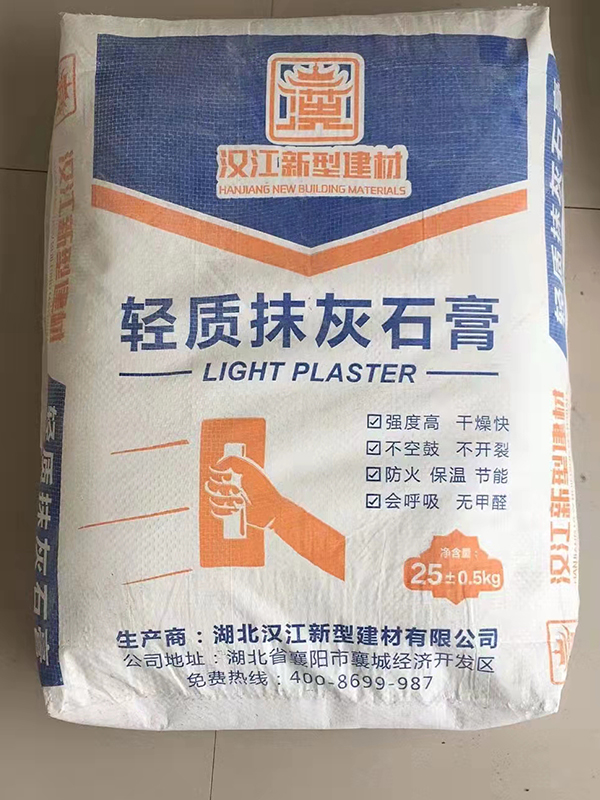 汉江新型建材
HANJIANG NEW BUILDING MATERIALS
轻质抹灰石膏
LIGHT PLASTER
强度高 干燥快
不空鼓 不开裂
防火 保温 节能
会呼吸 无甲醛
净含量:
25±0.5kg
生产商：湖北汉江新型建材有限公司
公司地址：湖北省襄阳市襄城经济开发区
免费热线：400-8699-987
汉江新型建材
轻质抹灰石膏
轻质抹灰石膏
汉江新型建材